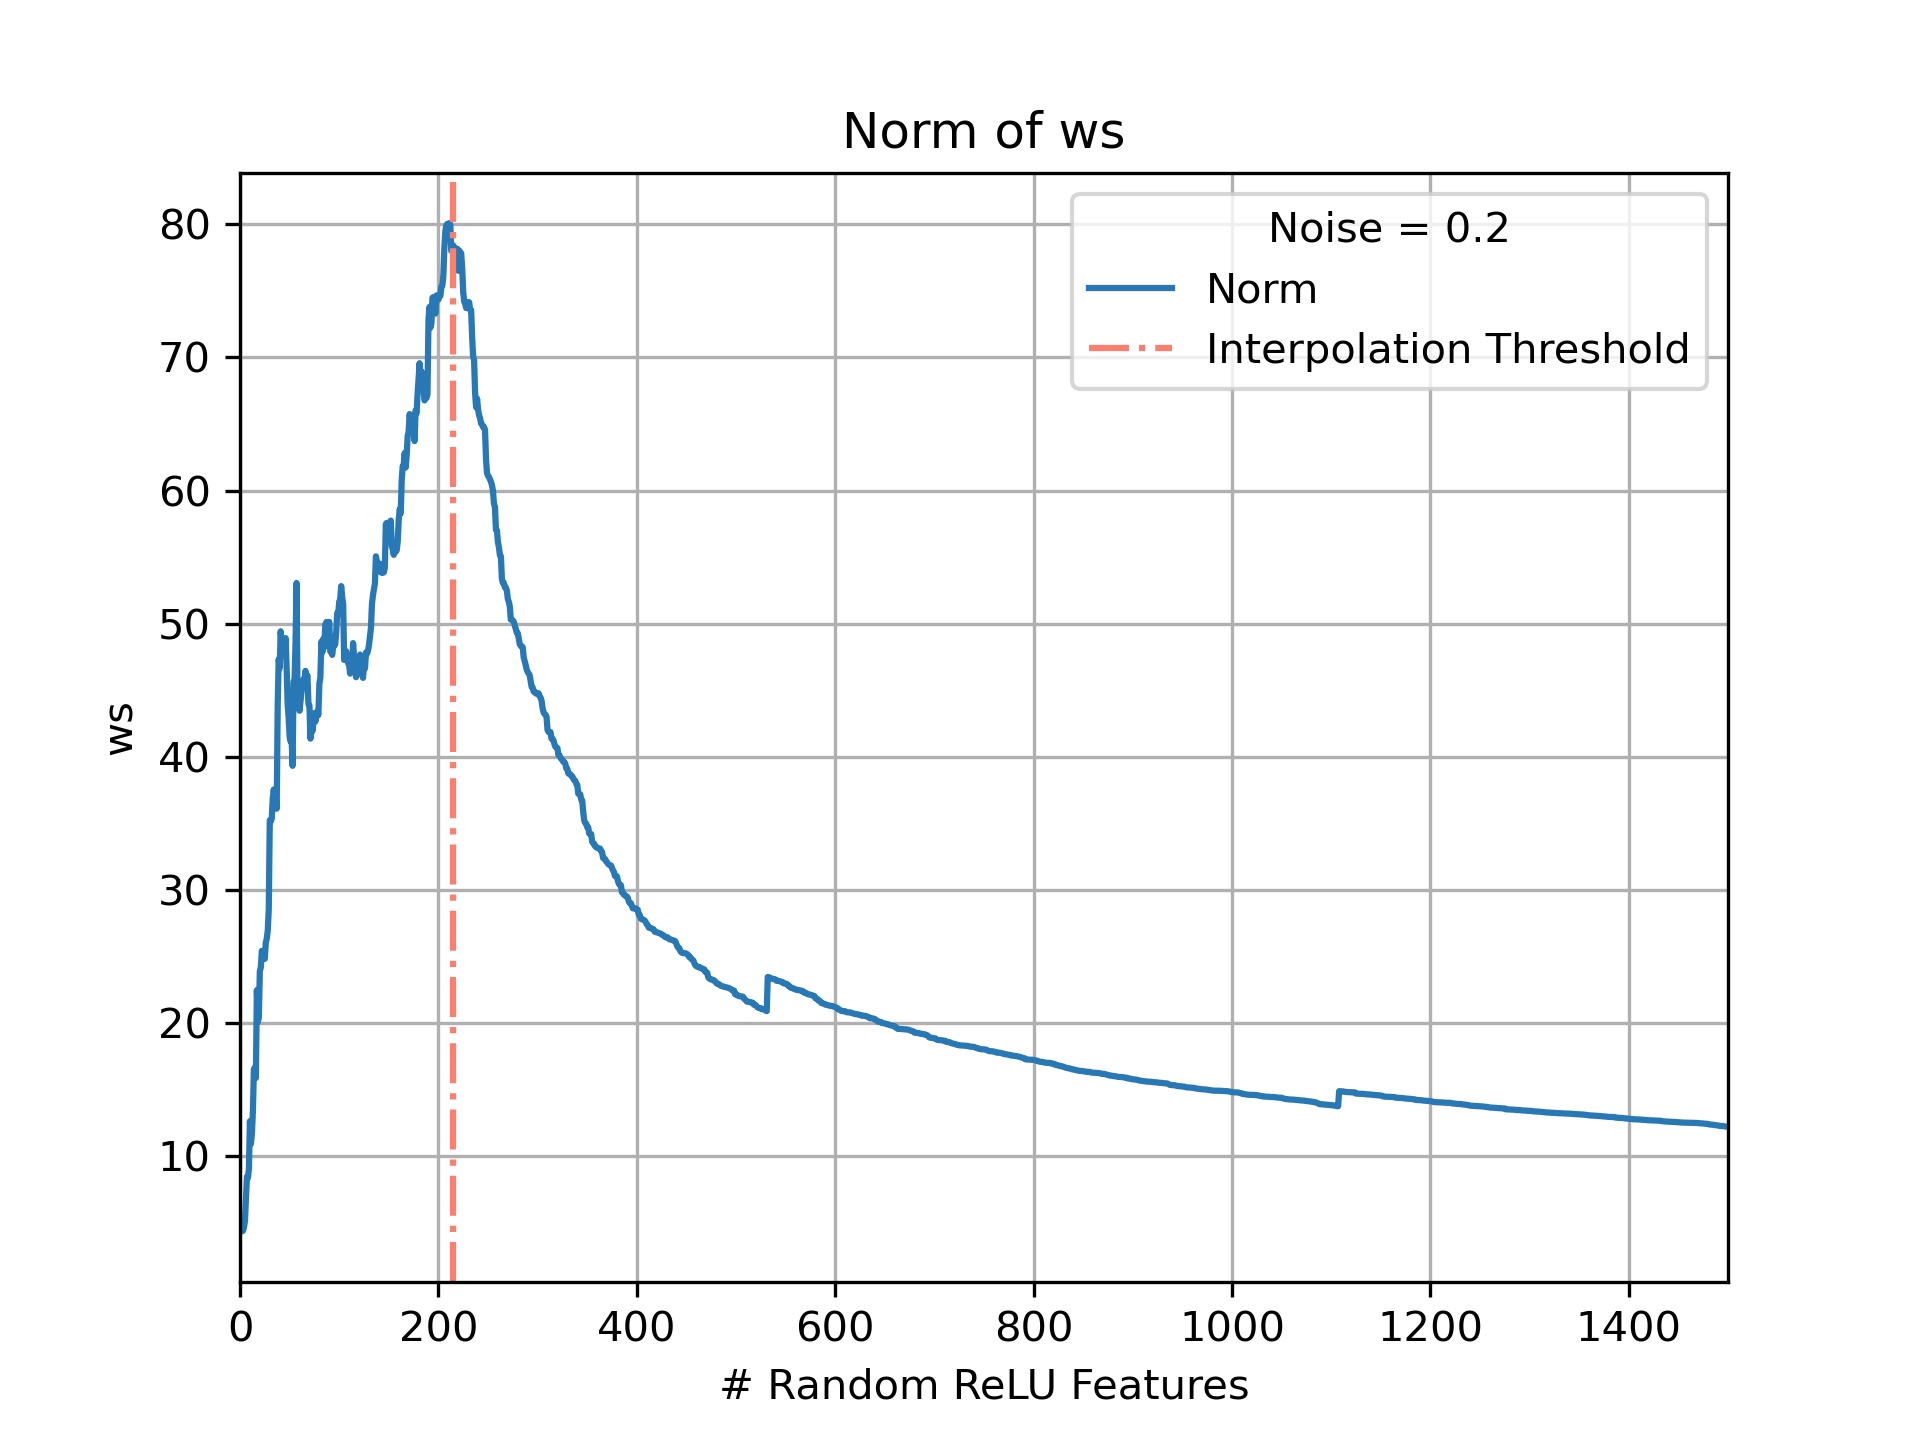 Norm of ws
Noise = 0.2
Norm
Interpolation Threshold
80
70
60
50
40
30
20
10
ws
0 200 400 600 800 1000 1200 1400
# Random ReLU Features